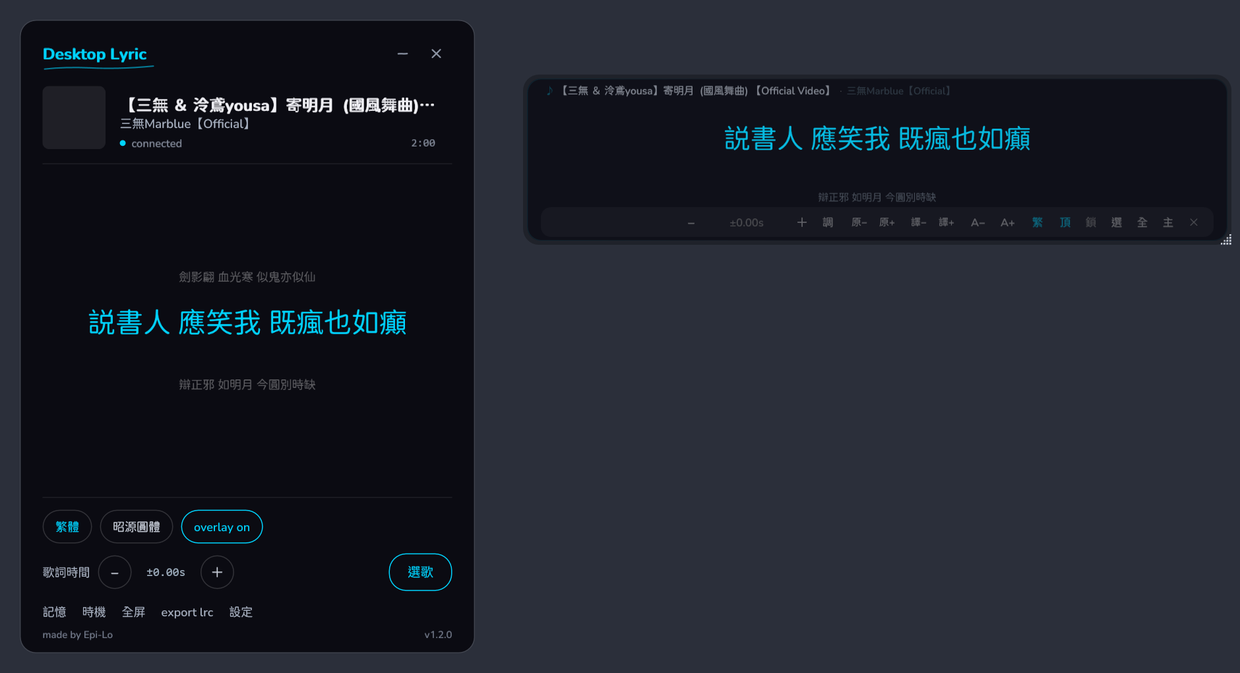 Desktop Lyric
【三無 & 泠鳶yousa】寄明月 (國風舞曲)…
三無Marblue【Official】
connected
2:00
劍影翩 血光寒 似鬼亦似仙
説書人 應笑我 既瘋也如癲
辯正邪 如明月 今圓別時缺
繁體 昭源圓體 overlay on
歌詞時間 − ±0.00s + 選歌
記憶 時機 全屏 export lrc 設定
made by Epi-Lo v1.2.0
♪【三無 & 泠鳶yousa】寄明月 (國風舞曲) 【Official Video】 · 三無Marblue【Official】
説書人 應笑我 既瘋也如癲
辯正邪 如明月 今圓別時缺
− ±0.00s + 調 原− 原+ 譯− 譯+ A− A+ 繁 頂 鎖 選 全 主 ×